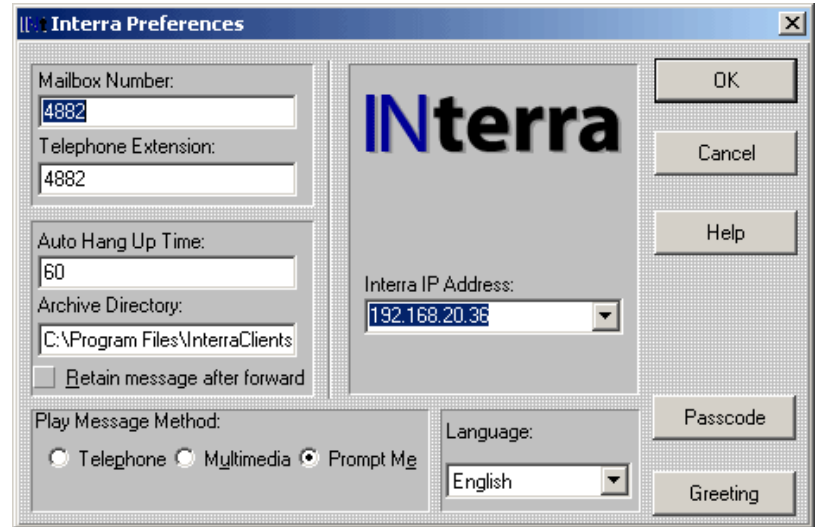 Interra Preferences
Mailbox Number:
4882
Telephone Extension:
4882
Auto Hang Up Time:
60
Archive Directory:
C:\Program Files\InterraClients
Retain message after forward
INterra
Interra IP Address:
192.168.20.36
OK
Cancel
Help
Play Message Method:
Telephone Multimedia Prompt Me
Language:
English
Passcode
Greeting